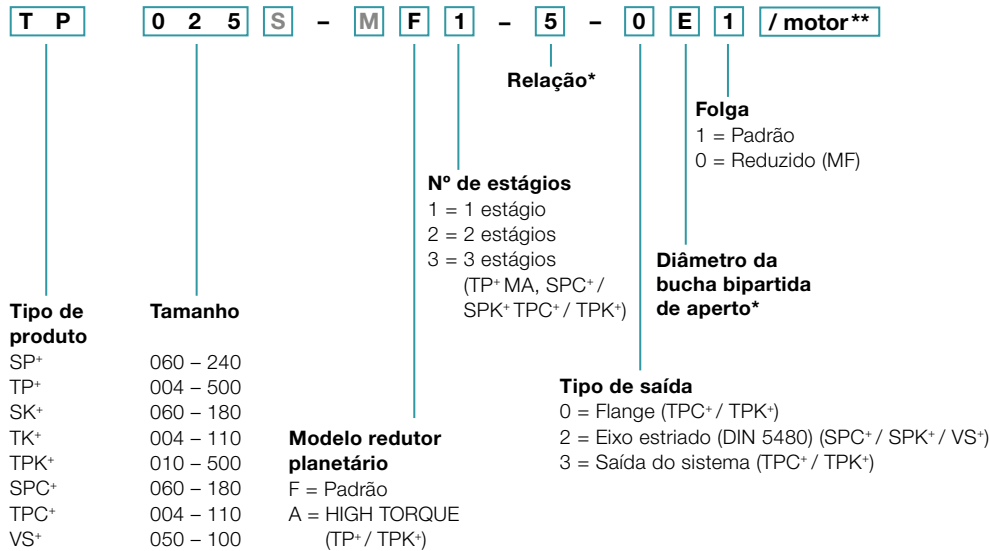 T P 0 2 5 S – M F 1 – 5 – 0 E 1 / motor**
Relação*
Folga
1 = Padrão
0 = Reduzido (MF)
Nº de estágios
1 = 1 estágio
2 = 2 estágios
3 = 3 estágios
(TP+ MA, SPC+ /
SPK+ TPC+ / TPK+)
Diâmetro da
bucha bipartida
de aperto*
Tipo de
produto
SP+
TP+
SK+
TK+
TPK+
SPC+
TPC+
VS+
Tamanho
060 – 240
004 – 500
060 – 180
004 – 110
010 – 500
060 – 180
004 – 110
050 – 100
Modelo redutor
planetário
F = Padrão
A = HIGH TORQUE
(TP+ / TPK+)
Tipo de saída
0 = Flange (TPC+ / TPK+)
2 = Eixo estriado (DIN 5480) (SPC+ / SPK+ / VS+)
3 = Saída do sistema (TPC+ / TPK+)